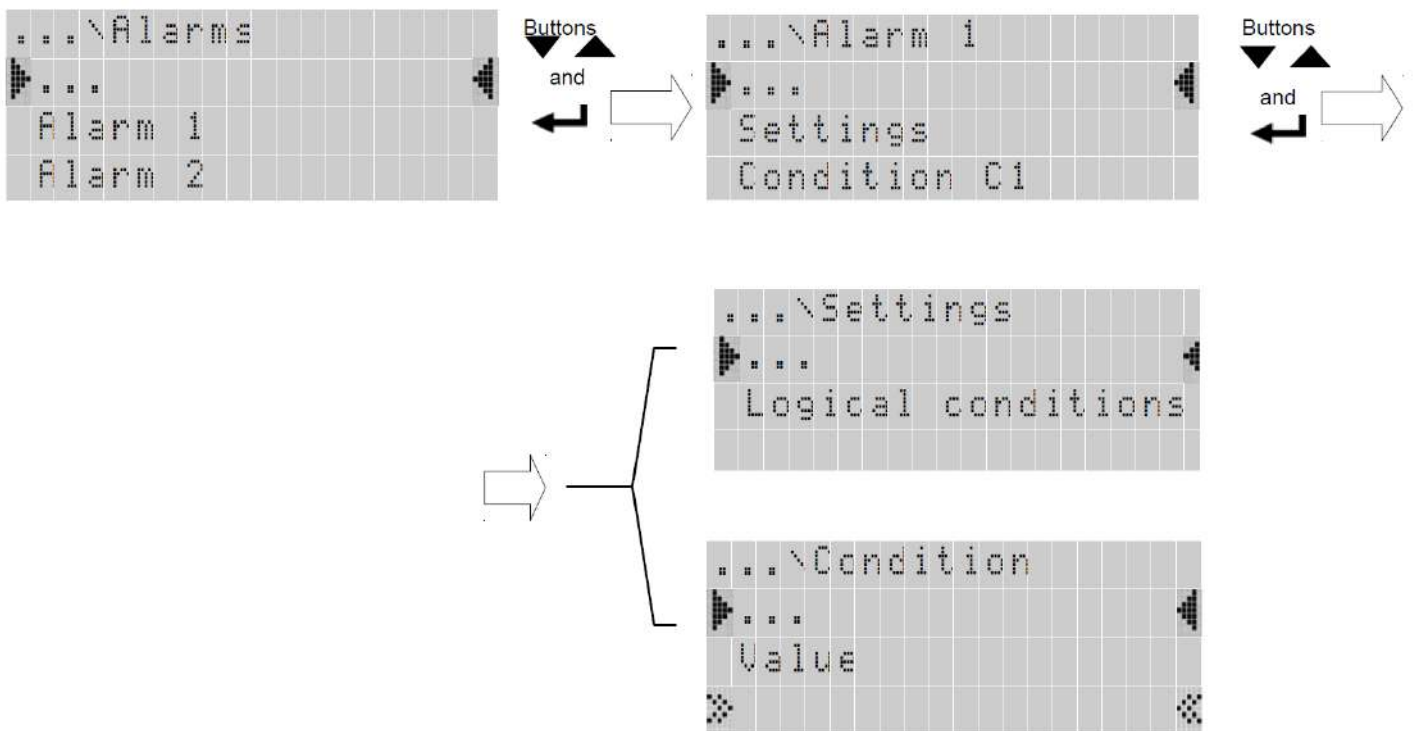 ...\Alarms
...
Alarm 1
Alarm 2
Buttons
and
...\Alarm 1
...
Settings
Condition C1
Buttons
and
...\Settings
...
Logical conditions
...\Condition
...
Value